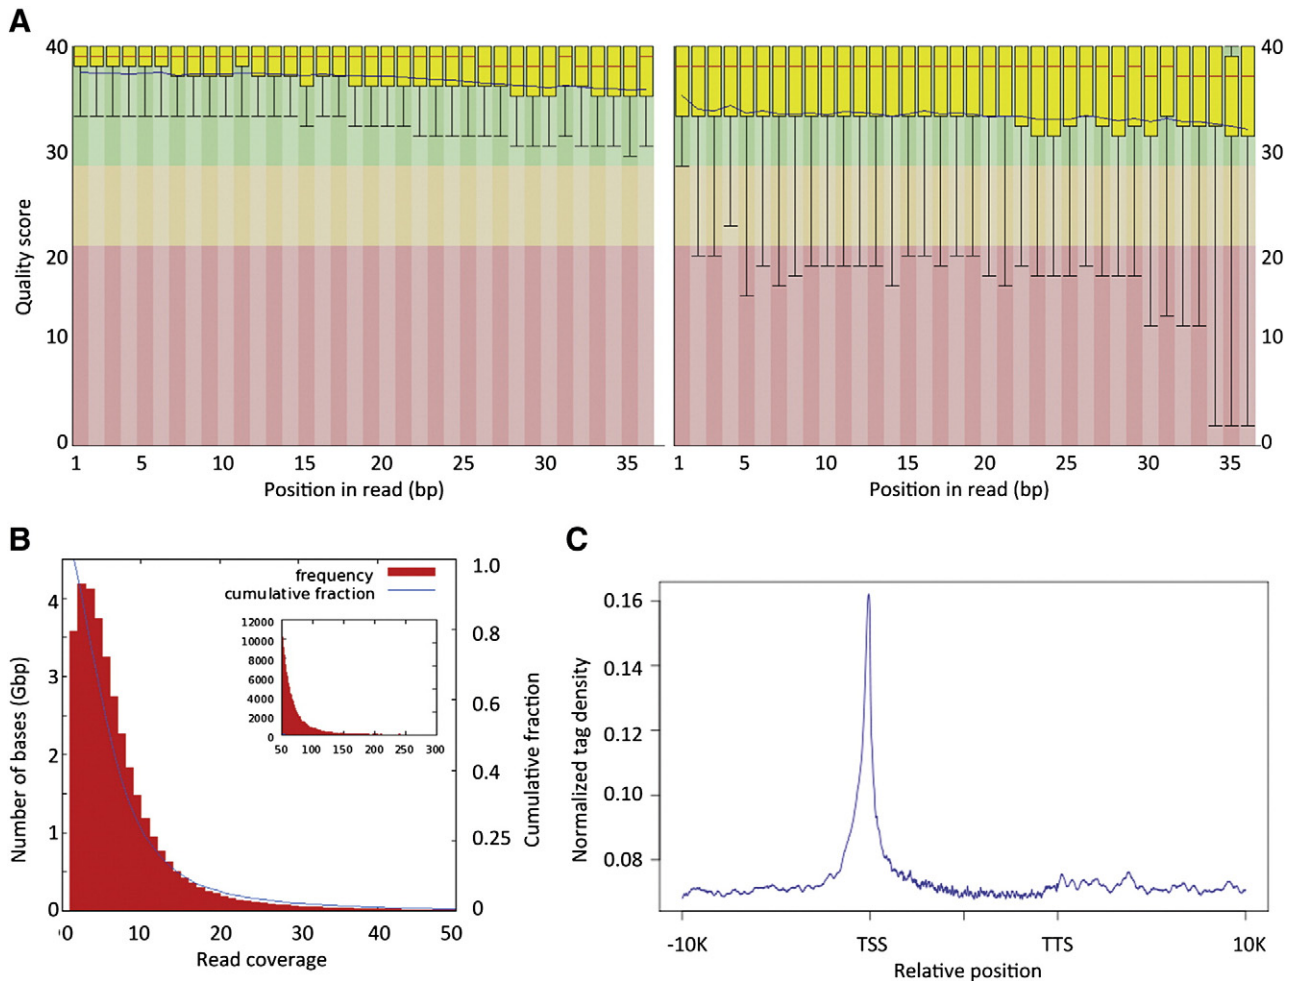 A
40
30
20
10
0
Quality score
1 5 10 15 20 25 30 35
Position in read (bp)
40
30
20
10
0
1 5 10 15 20 25 30 35
Position in read (bp)
B
frequency
cumulative fraction
4
3
2
1
0
Number of bases (Gbp)
1.0
0.8
0.6
0.4
0.25
0
Cumulative fraction
12000
10000
8000
6000
4000
2000
0
50 100 150 200 250 300
0 10 20 30 40 50
Read coverage
C
0.16
0.14
0.12
0.10
0.08
Normalized tag density
-10K TSS TTS 10K
Relative position